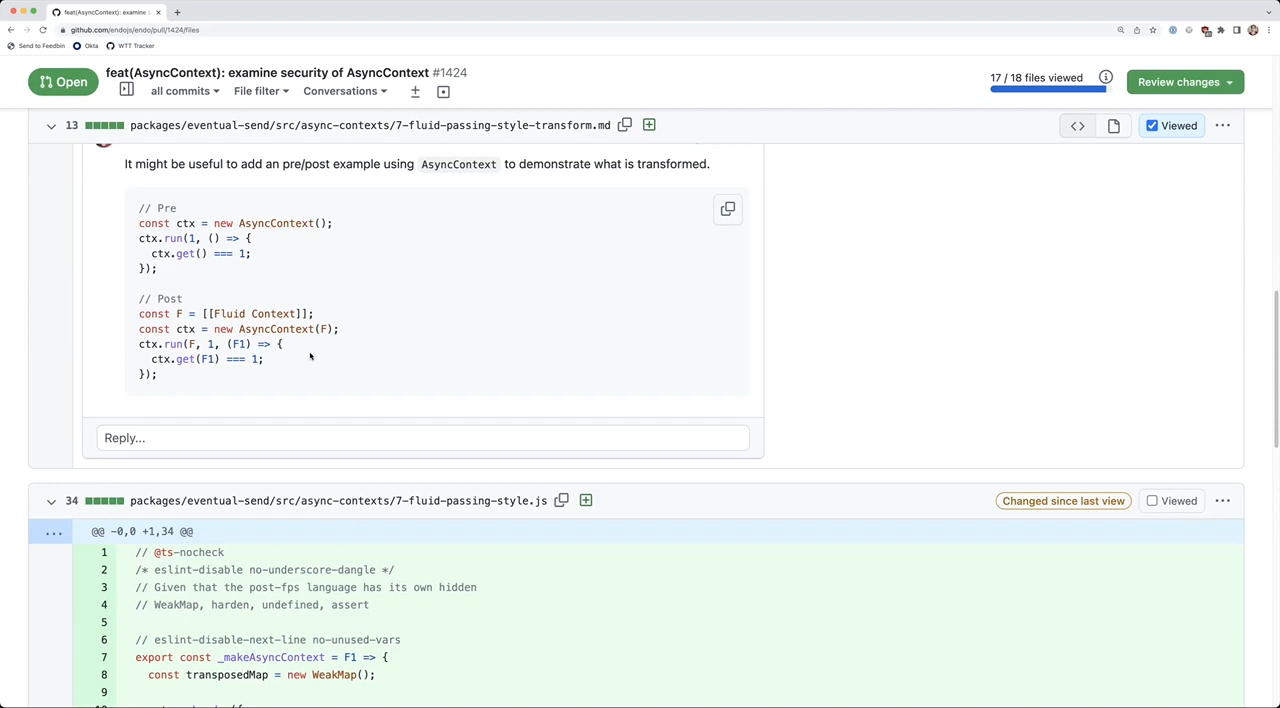 feat(AsyncContext): examine s
github.com/endojs/endo/pull/1424/files
Send to Feedbin
Okta
WTT Tracker
Open
feat(AsyncContext): examine security of AsyncContext #1424
all commits
File filter
Conversations
17 / 18 files viewed
Review changes
13 packages/eventual-send/src/async-contexts/7-fluid-passing-style-transform.md
Viewed
It might be useful to add an pre/post example using AsyncContext to demonstrate what is transformed.
// Pre
const ctx = new AsyncContext();
ctx.run(1, () => {
  ctx.get() === 1;
});
// Post
const F = [[Fluid Context]];
const ctx = new AsyncContext(F);
ctx.run(F, 1, (F1) => {
  ctx.get(F1) === 1;
});
Reply...
34 packages/eventual-send/src/async-contexts/7-fluid-passing-style.js
Changed since last view
Viewed
... @@ -0,0 +1,34 @@
1 // @ts-nocheck
2 /* eslint-disable no-underscore-dangle */
3 // Given that the post-fps language has its own hidden
4 // WeakMap, harden, undefined, assert
5
6 // eslint-disable-next-line no-unused-vars
7 export const _makeAsyncContext = F1 => {
8 const transposedMap = new WeakMap();
9